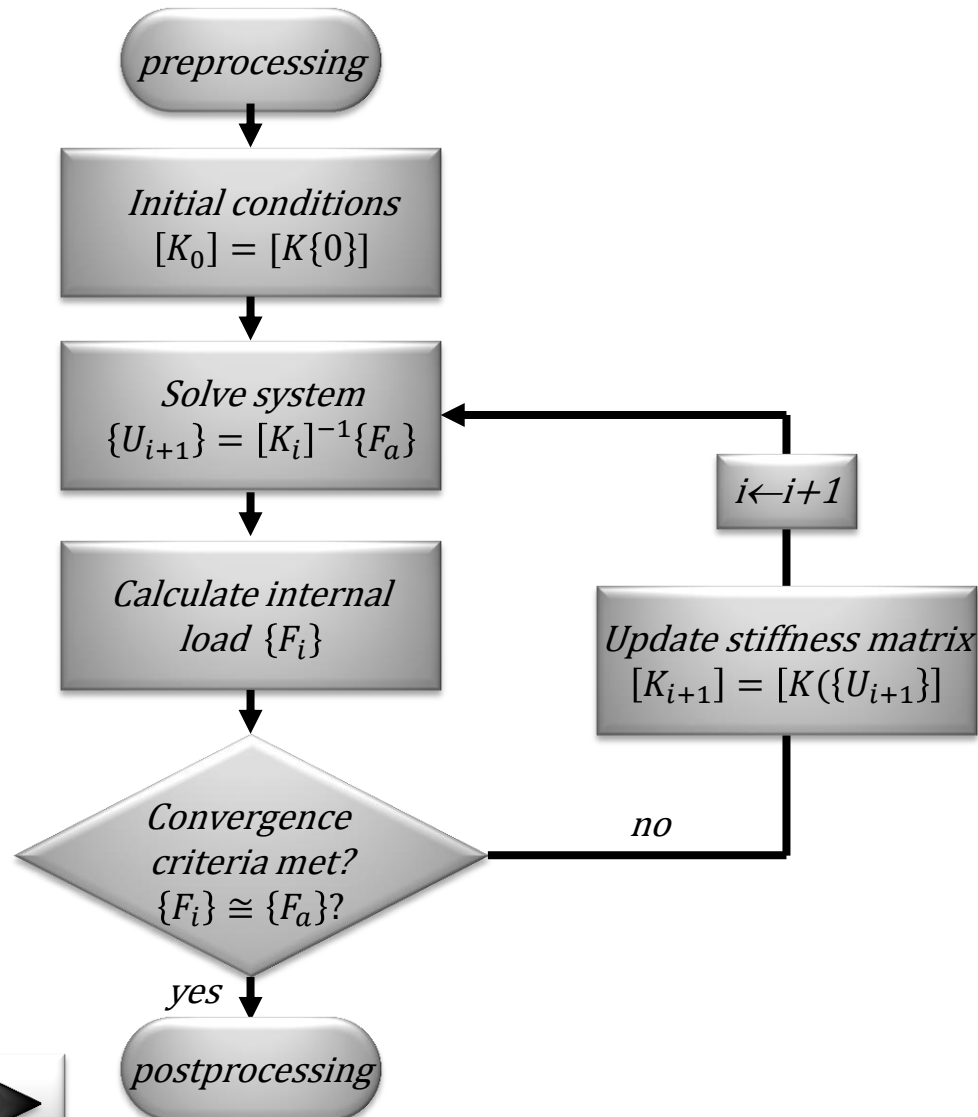 preprocessing
Initial conditions
[K₀] = [K{0}]
Solve system
{Uᵢ₊₁} = [Kᵢ]⁻¹{Fₐ}
i←i+1
Calculate internal
load {Fᵢ}
Update stiffness matrix
[Kᵢ₊₁] = [K({Uᵢ₊₁}]
Convergence
criteria met?
{Fᵢ} ≅ {Fₐ}?
no
yes
postprocessing